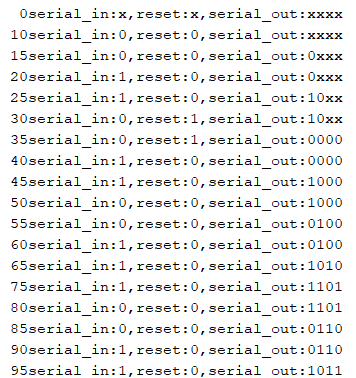 0serial_in:x,reset:x,serial_out:xxxx
10serial_in:0,reset:0,serial_out:xxxx
15serial_in:0,reset:0,serial_out:0xxx
20serial_in:1,reset:0,serial_out:0xxx
25serial_in:1,reset:0,serial_out:10xx
30serial_in:0,reset:1,serial_out:10xx
35serial_in:0,reset:1,serial_out:0000
40serial_in:1,reset:0,serial_out:0000
45serial_in:1,reset:0,serial_out:1000
50serial_in:0,reset:0,serial_out:1000
55serial_in:0,reset:0,serial_out:0100
60serial_in:1,reset:0,serial_out:0100
65serial_in:1,reset:0,serial_out:1010
75serial_in:1,reset:0,serial_out:1101
80serial_in:0,reset:0,serial_out:1101
85serial_in:0,reset:0,serial_out:0110
90serial_in:1,reset:0,serial_out:0110
95serial_in:1,reset:0,serial_out:1011